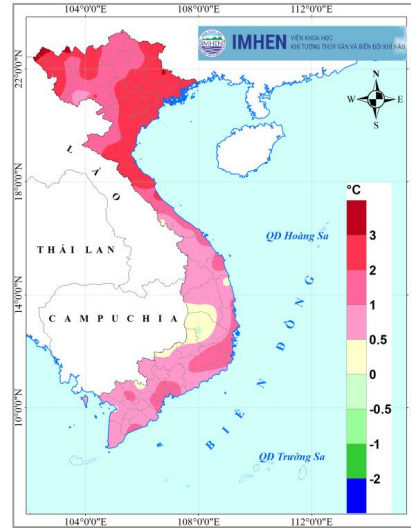 104°0'0"E 108°0'0"E 112°0'0"E
IMHEN
VIỆN KHOA HỌC
KHÍ TƯỢNG THỦY VĂN VÀ BIẾN ĐỔI KHÍ HẬU
IMHEN
22°0'0"N
N
W E
S
18°0'0"N
LÀO
°C
THÁI LAN
QĐ Hoàng Sa
3
2
14°0'0"N
CAMPUCHIA
1
0.5
0
BIỂN ĐÔNG
-0.5
10°0'0"N
-1
QĐ Trường Sa
-2
104°0'0"E 108°0'0"E 112°0'0"E